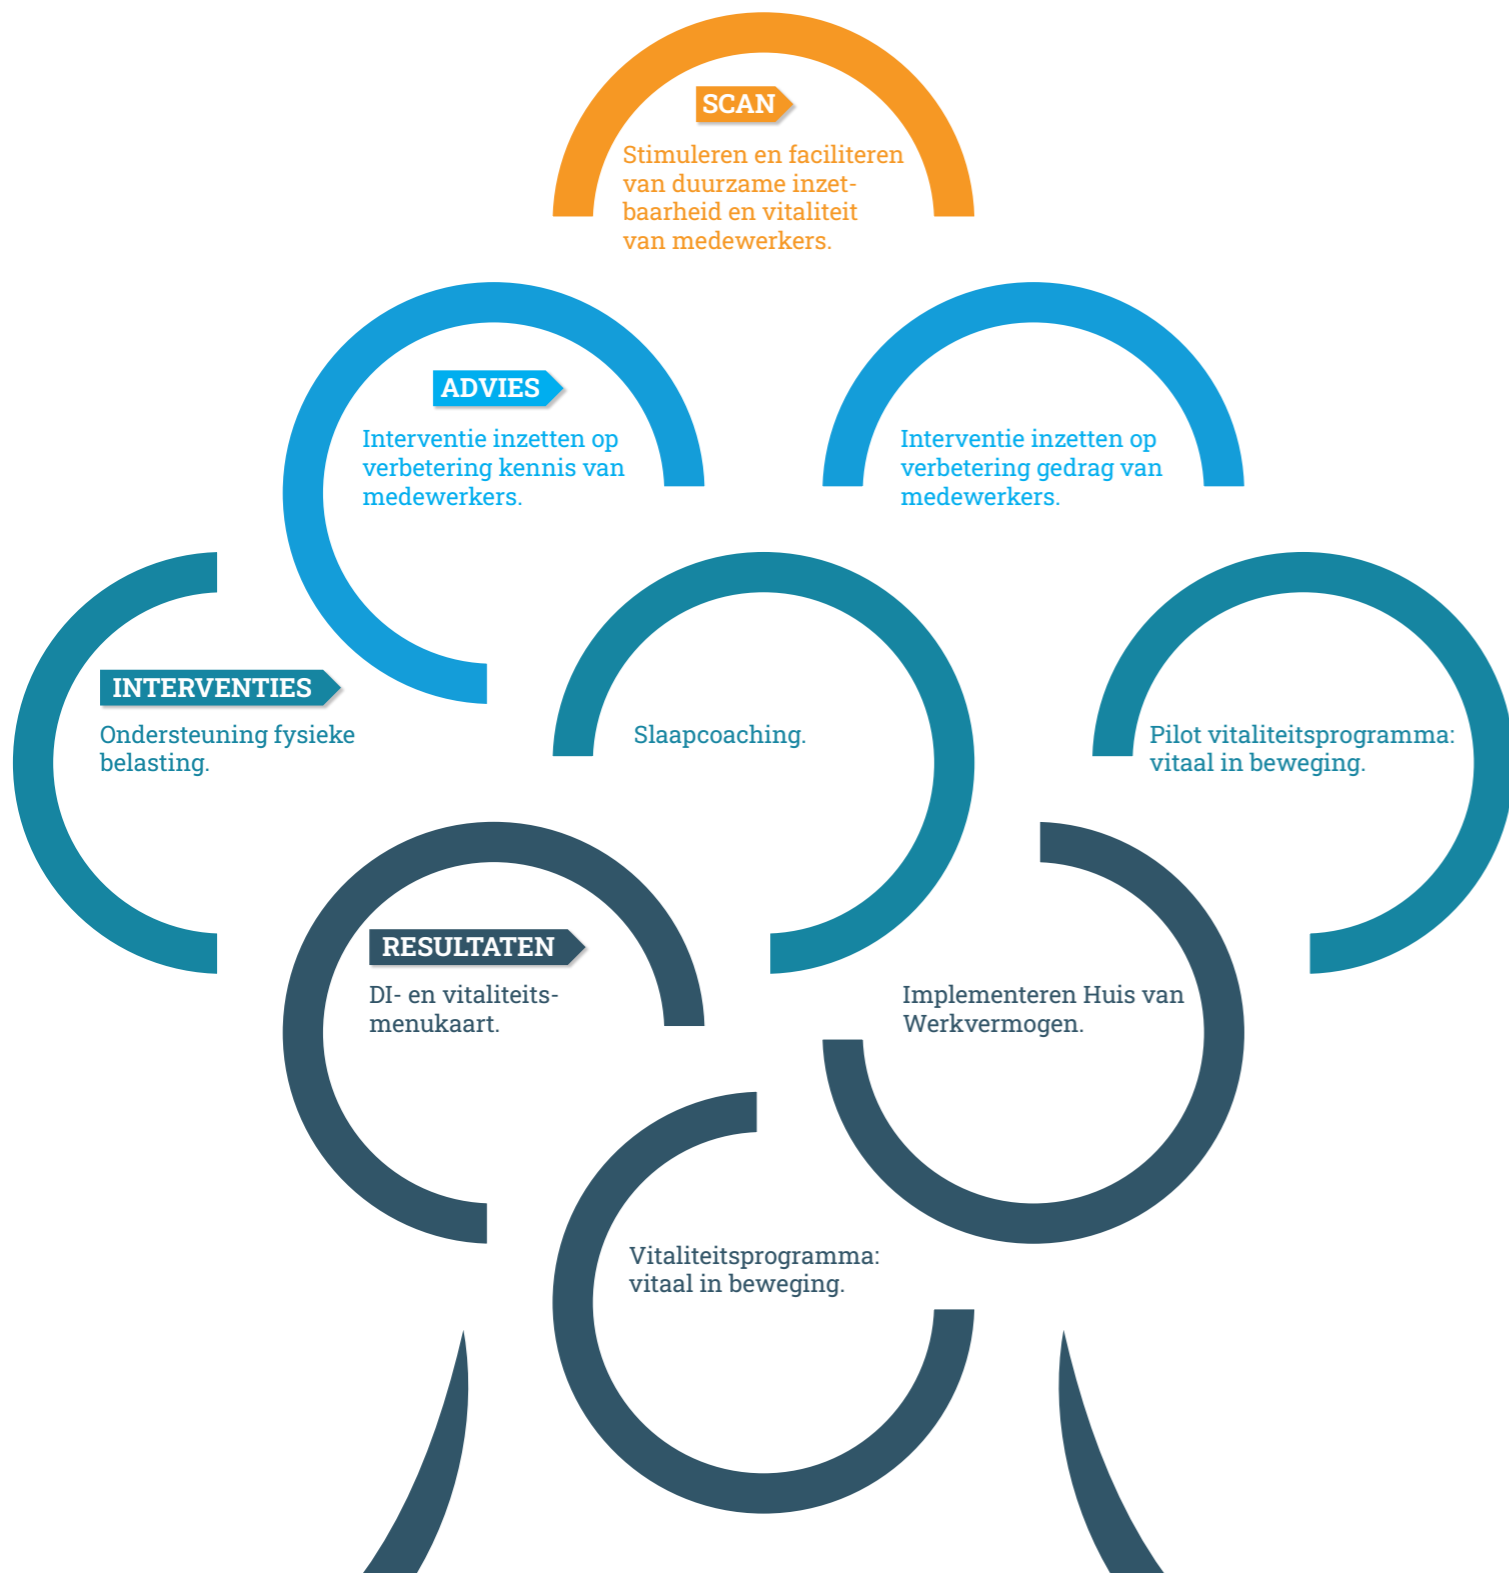 SCAN
Stimuleren en faciliteren
van duurzame inzet-
baarheid en vitaliteit
van medewerkers.
ADVIES
Interventie inzetten op
verbetering kennis van
medewerkers.
Interventie inzetten op
verbetering gedrag van
medewerkers.
INTERVENTIES
Ondersteuning fysieke
belasting.
Slaapcoaching.
Pilot vitaliteitsprogramma:
vitaal in beweging.
RESULTATEN
DI- en vitaliteits-
menukaart.
Implementeren Huis van
Werkvermogen.
Vitaliteitsprogramma:
vitaal in beweging.